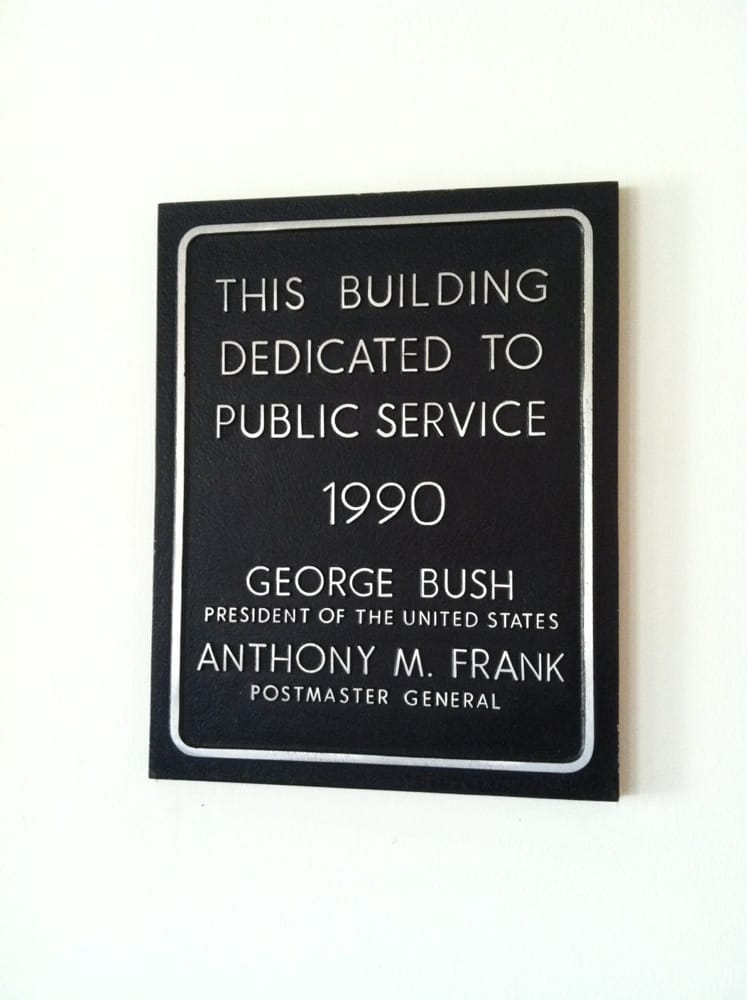 THIS BUILDING
DEDICATED TO
PUBLIC SERVICE
1990
GEORGE BUSH
PRESIDENT OF THE UNITED STATES
ANTHONY M. FRANK
POSTMASTER GENERAL